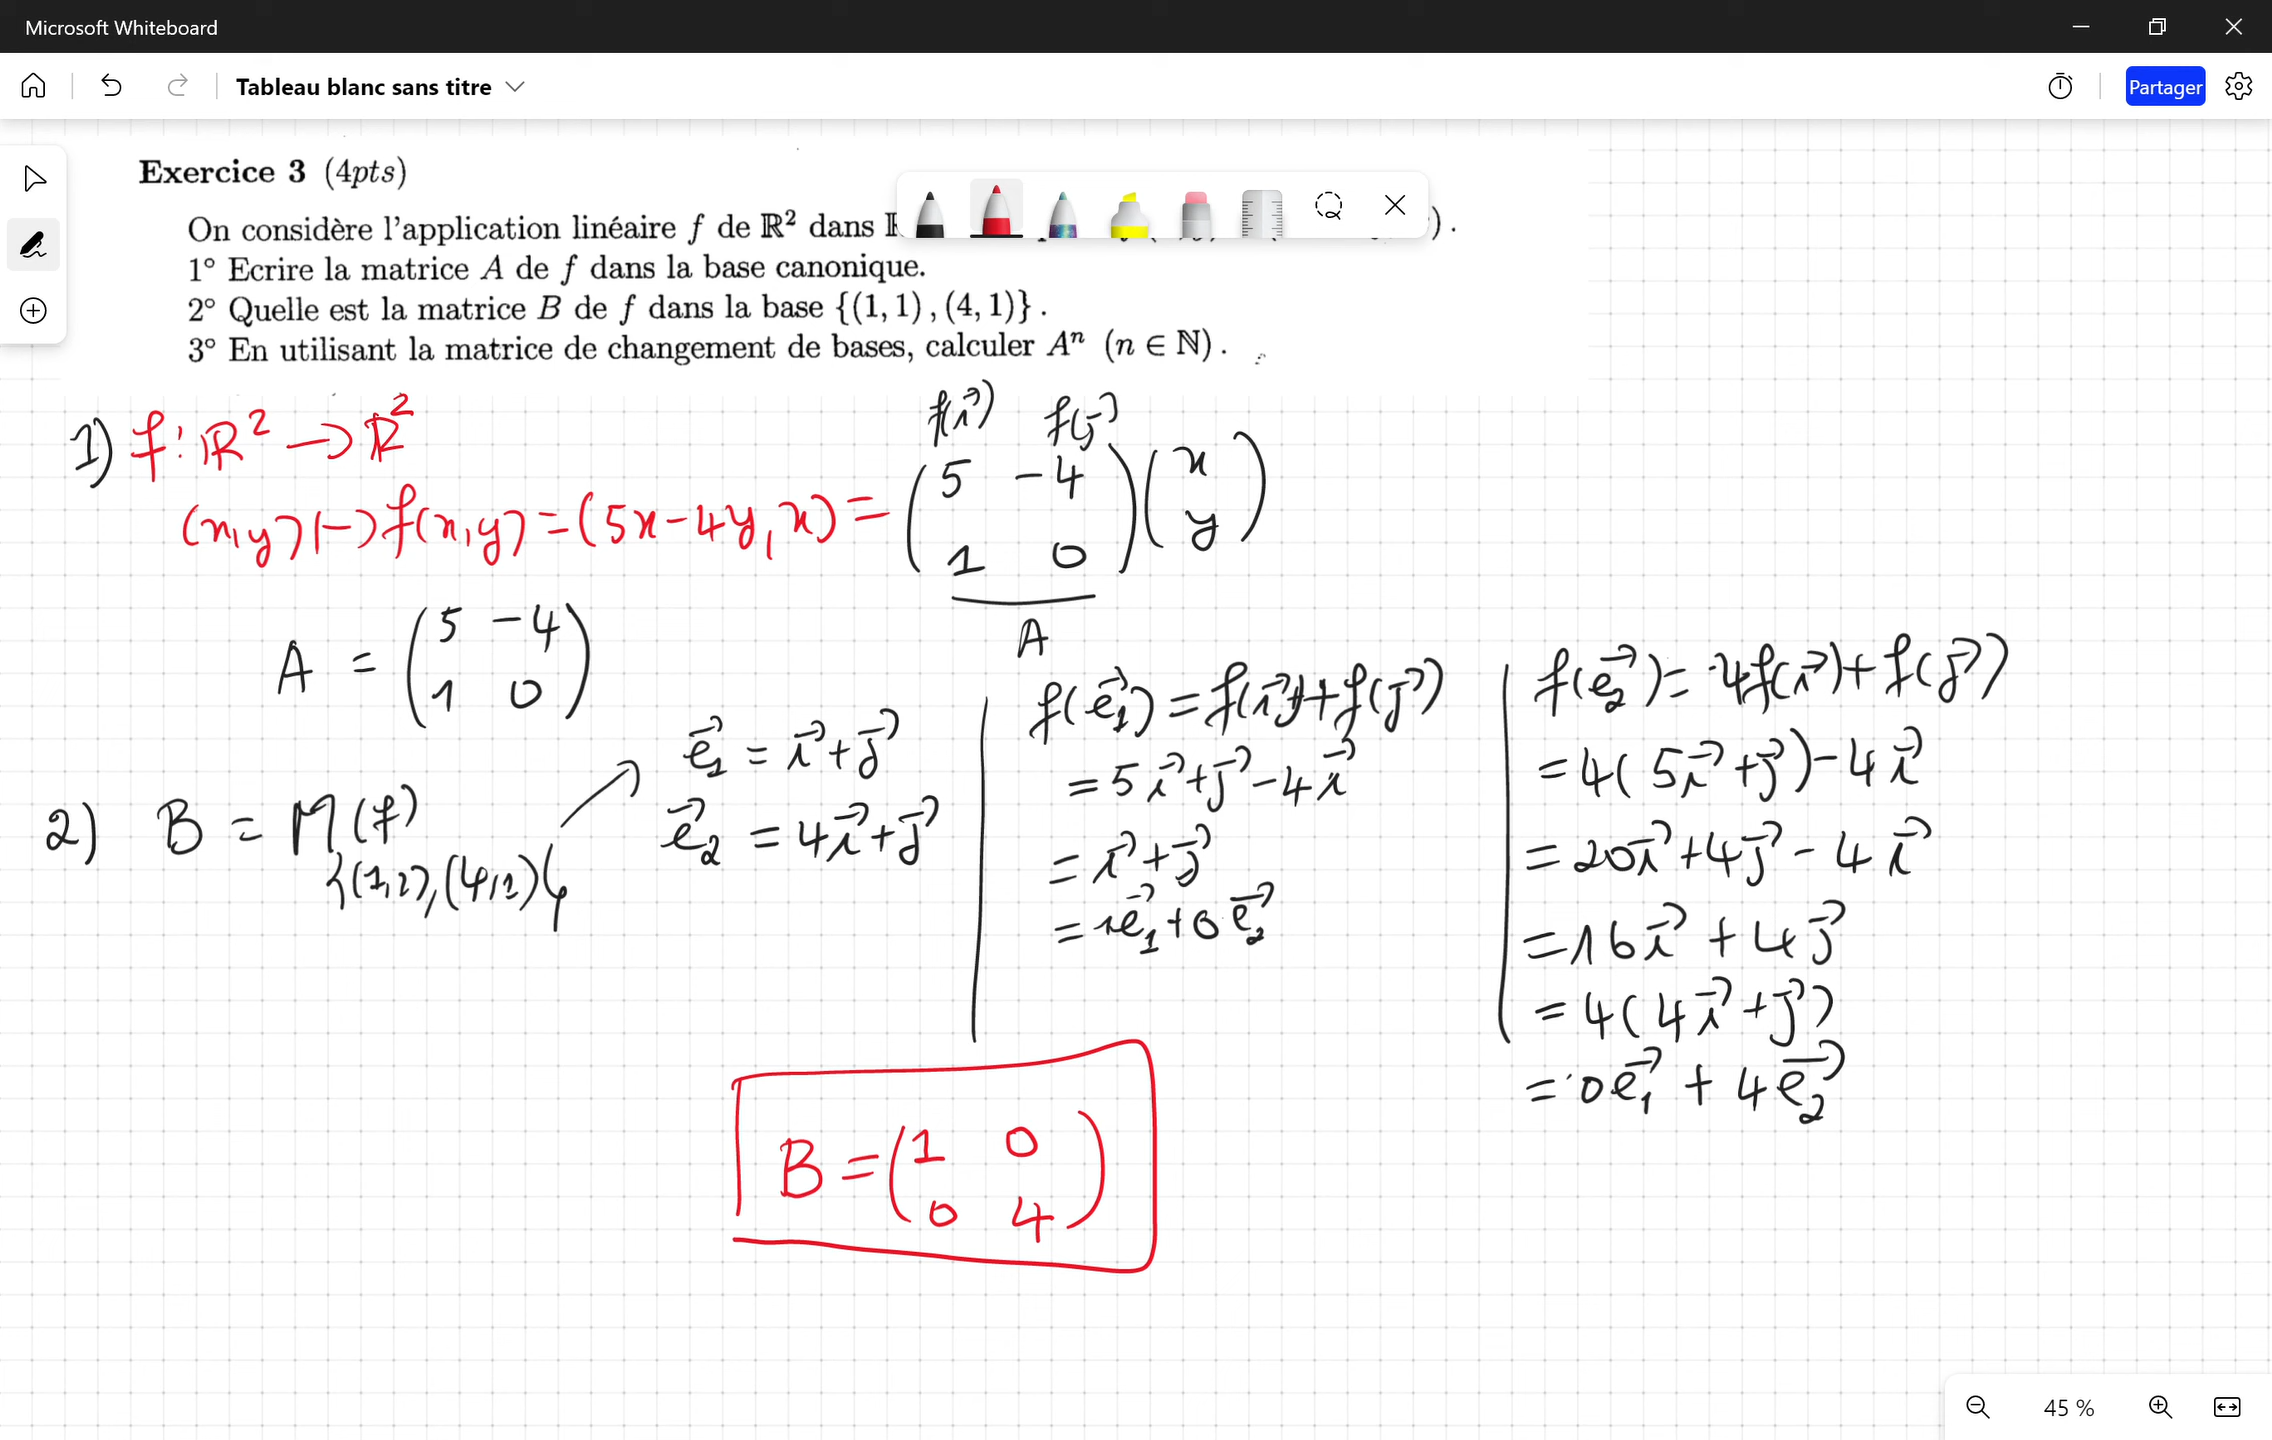 Microsoft Whiteboard
Tableau blanc sans titre
Partager
Exercice 3 (4pts)
On considère l'application linéaire f de ℝ² dans
) .
1° Ecrire la matrice A de f dans la base canonique.
2° Quelle est la matrice B de f dans la base {(1, 1) , (4, 1)} .
3° En utilisant la matrice de changement de bases, calculer Aⁿ (n ∈ ℕ) .
1) f : ℝ² → ℝ²
f(i⃗) f(j⃗)
(x,y) ↦ f(x,y) = (5x-4y, x) = (5 -4 ; 1 0) (x ; y)
A
A = (5 -4 ; 1 0)
2) B = M(f)
{(1,1), (4,1)}
e⃗₁ = i⃗ + j⃗
e⃗₂ = 4i⃗ + j⃗
f(e⃗₁) = f(i⃗) + f(j⃗)
= 5i⃗ + j⃗ - 4i⃗
= i⃗ + j⃗
= 1e⃗₁ + 0e⃗₂
f(e⃗₂) = 4f(i⃗) + f(j⃗)
= 4(5i⃗ + j⃗) - 4i⃗
= 20i⃗ + 4j⃗ - 4i⃗
= 16i⃗ + 4j⃗
= 4(4i⃗ + j⃗)
= 0e⃗₁ + 4e⃗₂
B = (1 0 ; 0 4)
45 %